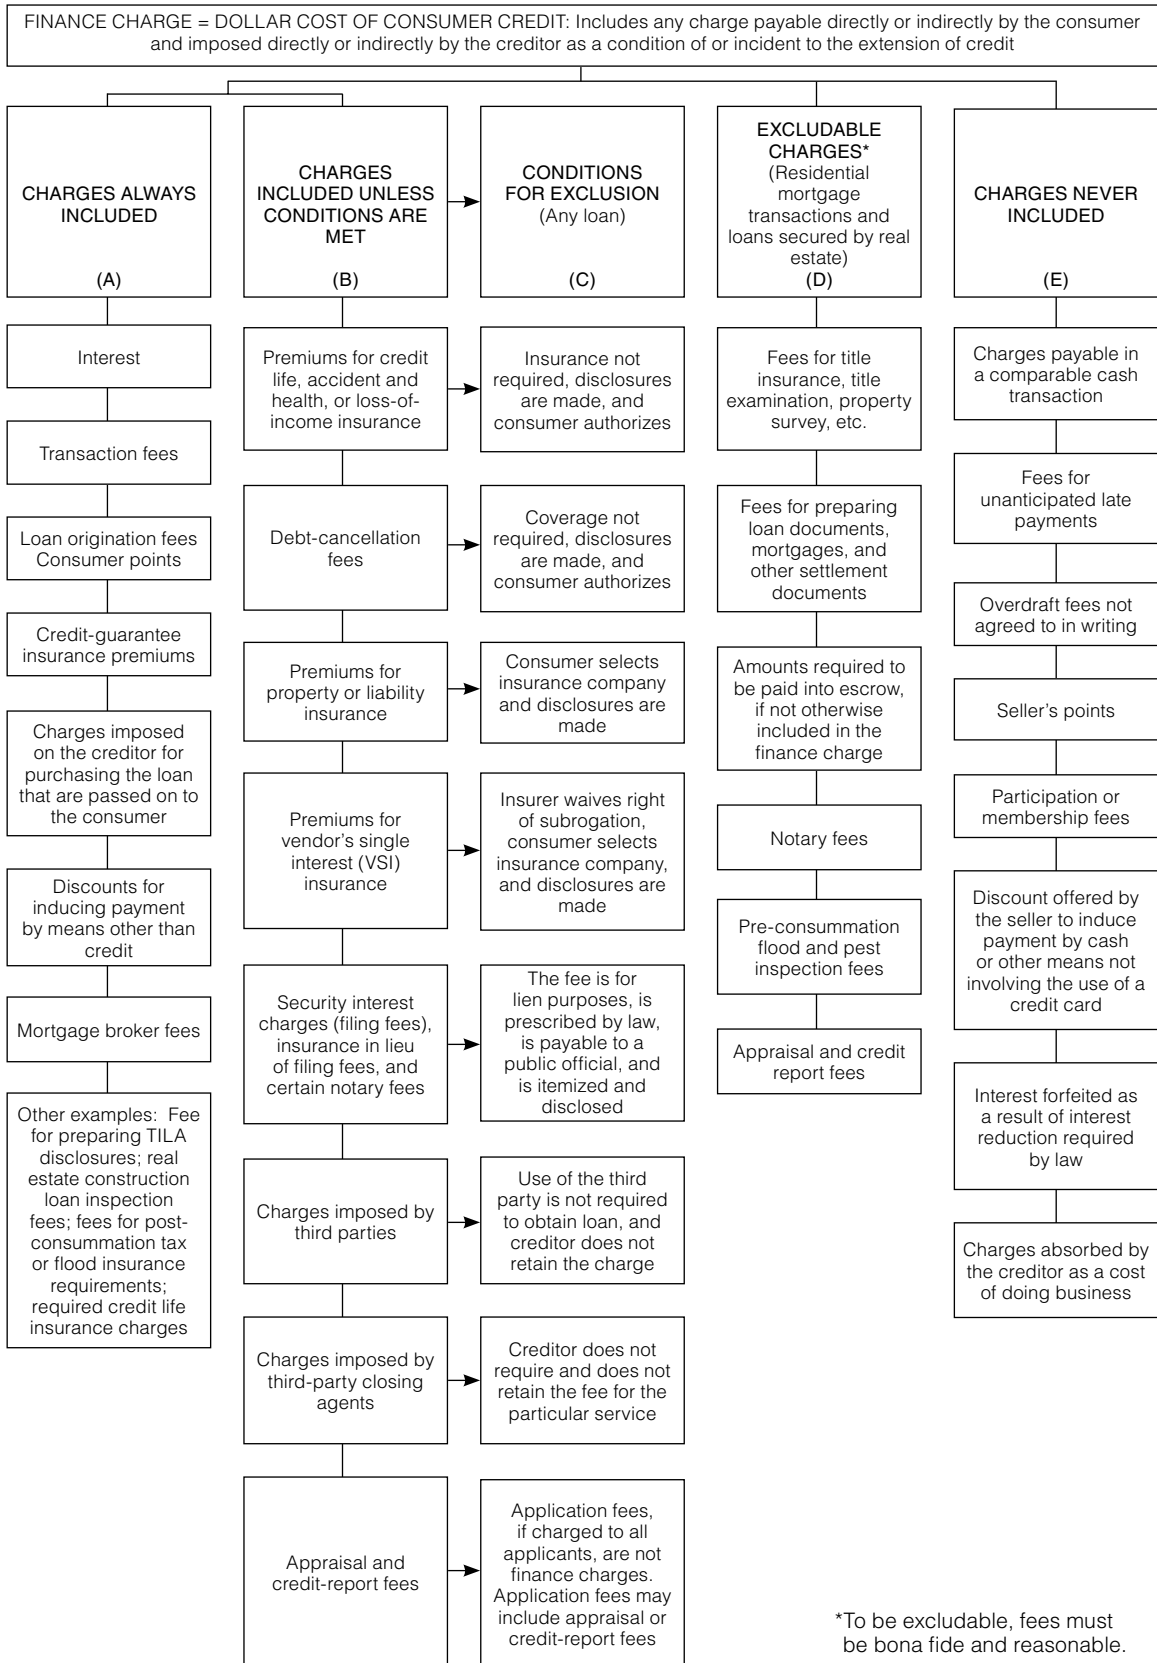 FINANCE CHARGE = DOLLAR COST OF CONSUMER CREDIT: Includes any charge payable directly or indirectly by the consumer
and imposed directly or indirectly by the creditor as a condition of or incident to the extension of credit
CHARGES ALWAYS
INCLUDED
(A)
Interest
Transaction fees
Loan origination fees
Consumer points
Credit-guarantee
insurance premiums
Charges imposed
on the creditor for
purchasing the loan
that are passed on to
the consumer
Discounts for
inducing payment
by means other than
credit
Mortgage broker fees
Other examples: Fee
for preparing TILA
disclosures; real
estate construction
loan inspection
fees; fees for post-
consummation tax
or flood insurance
requirements;
required credit life
insurance charges
CHARGES
INCLUDED UNLESS
CONDITIONS ARE
MET
(B)
Premiums for credit
life, accident and
health, or loss-of-
income insurance
Debt-cancellation
fees
Premiums for
property or liability
insurance
Premiums for
vendor's single
interest (VSI)
insurance
Security interest
charges (filing fees),
insurance in lieu
of filing fees, and
certain notary fees
Charges imposed by
third parties
Charges imposed by
third-party closing
agents
Appraisal and
credit-report fees
CONDITIONS
FOR EXCLUSION
(Any loan)
(C)
Insurance not
required, disclosures
are made, and
consumer authorizes
Coverage not
required, disclosures
are made, and
consumer authorizes
Consumer selects
insurance company
and disclosures are
made
Insurer waives right
of subrogation,
consumer selects
insurance company,
and disclosures are
made
The fee is for
lien purposes, is
prescribed by law,
is payable to a
public official, and
is itemized and
disclosed
Use of the third
party is not required
to obtain loan, and
creditor does not
retain the charge
Creditor does not
require and does not
retain the fee for the
particular service
Application fees,
if charged to all
applicants, are not
finance charges.
Application fees may
include appraisal or
credit-report fees
EXCLUDABLE
CHARGES*
(Residential
mortgage
transactions and
loans secured by real
estate)
(D)
Fees for title
insurance, title
examination, property
survey, etc.
Fees for preparing
loan documents,
mortgages, and
other settlement
documents
Amounts required to
be paid into escrow,
if not otherwise
included in the
finance charge
Notary fees
Pre-consummation
flood and pest
inspection fees
Appraisal and credit
report fees
CHARGES NEVER
INCLUDED
(E)
Charges payable in
a comparable cash
transaction
Fees for
unanticipated late
payments
Overdraft fees not
agreed to in writing
Seller's points
Participation or
membership fees
Discount offered by
the seller to induce
payment by cash
or other means not
involving the use of a
credit card
Interest forfeited as
a result of interest
reduction required
by law
Charges absorbed by
the creditor as a cost
of doing business
*To be excludable, fees must
be bona fide and reasonable.